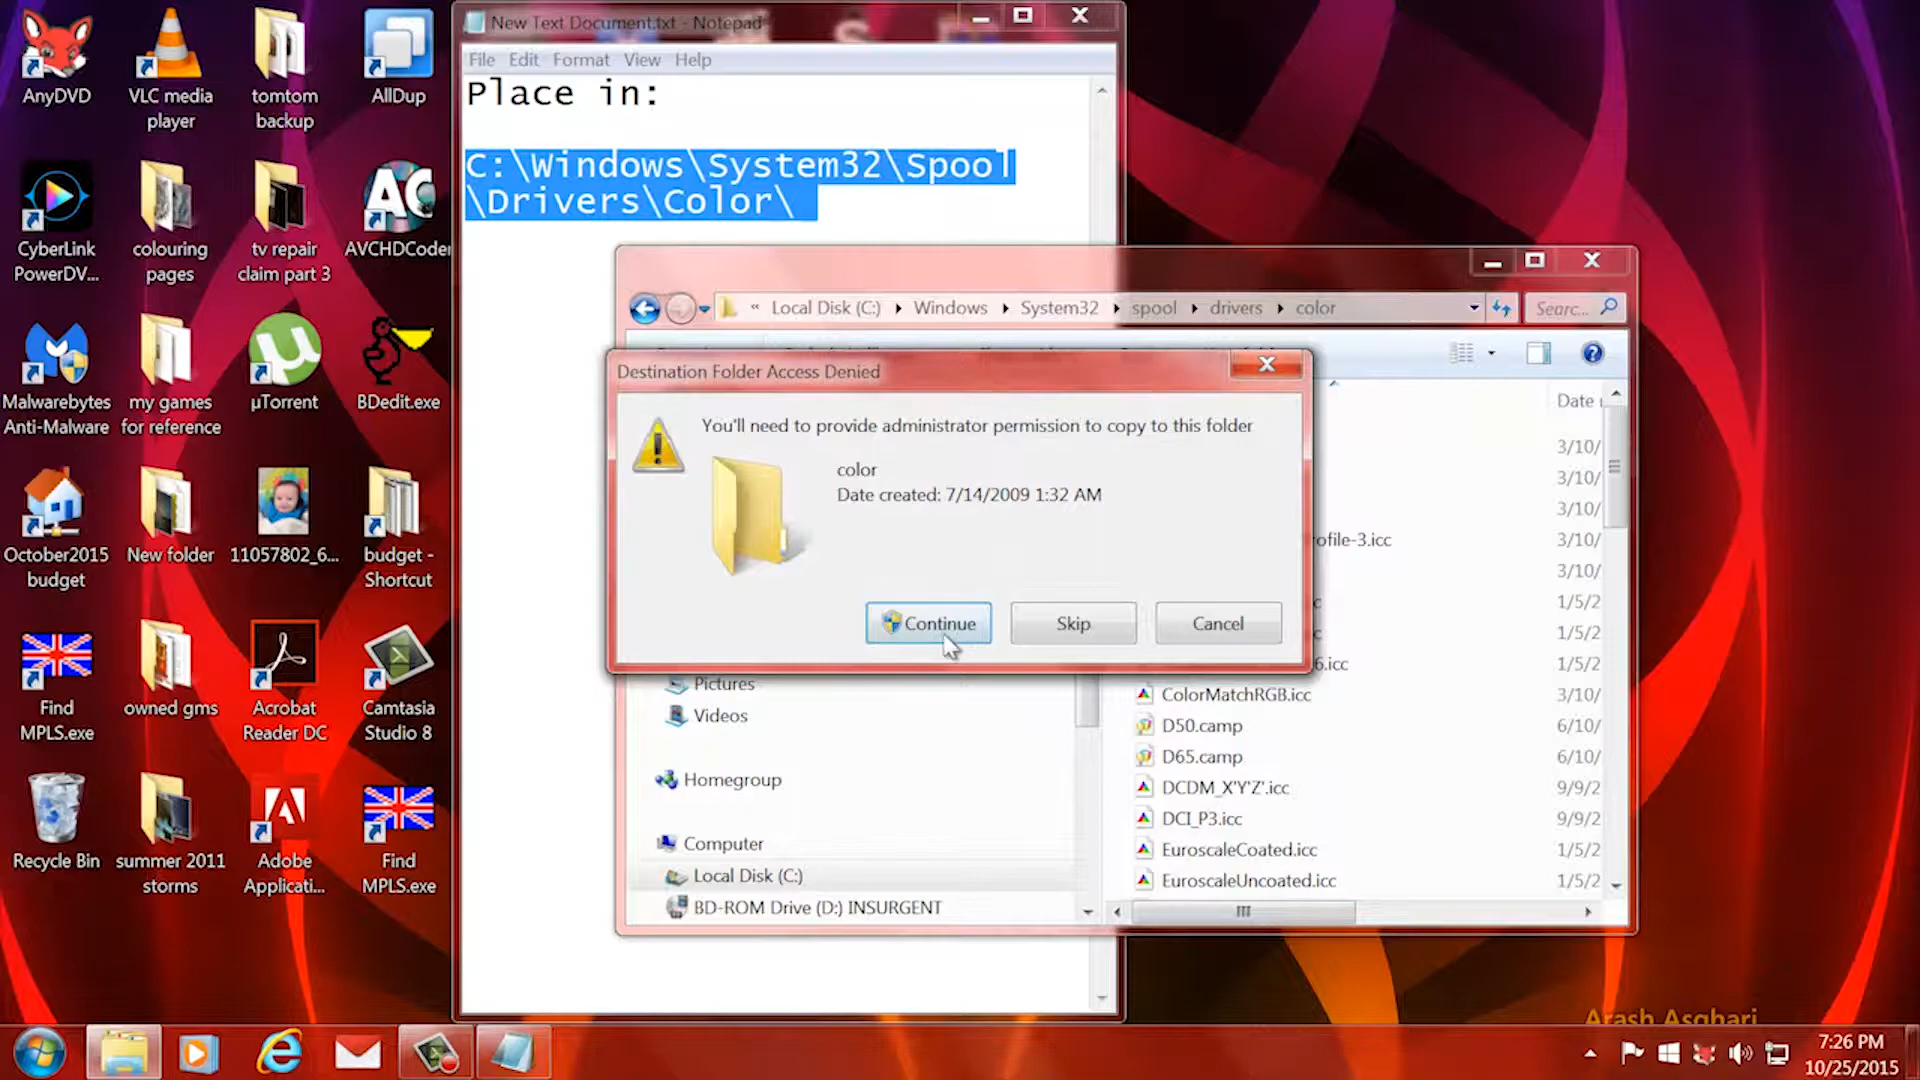 AnyDVD
VLC media
player
tomtom
backup
AllDup
CyberLink
PowerDV...
colouring
pages
tv repair
claim part 3
AVCHDCoder
Malwarebytes
Anti-Malware
my games
for reference
µTorrent
BDedit.exe
October2015
budget
New folder
11057802_6...
budget -
Shortcut
Find
MPLS.exe
owned gms
Acrobat
Reader DC
Camtasia
Studio 8
Recycle Bin
summer 2011
storms
Adobe
Applicati...
Find
MPLS.exe
New Text Document.txt - Notepad
File Edit Format View Help
Place in:
C:\Windows\System32\Spool
\Drivers\Color\
« Local Disk (C:) Windows System32 spool drivers color
Searc...
Destination Folder Access Denied
You'll need to provide administrator permission to copy to this folder
color
Date created: 7/14/2009 1:32 AM
Continue Skip Cancel
Date
3/10/
3/10/
3/10/
ofile-3.icc 3/10/
3/10/
1/5/2
1/5/2
6.icc 1/5/2
Pictures
Videos
Homegroup
Computer
Local Disk (C:)
BD-ROM Drive (D:) INSURGENT
ColorMatchRGB.icc 3/10/
D50.camp 6/10/
D65.camp 6/10/
DCDM_X'Y'Z'.icc 9/9/2
DCI_P3.icc 9/9/2
EuroscaleCoated.icc 1/5/2
EuroscaleUncoated.icc 1/5/2
Arash Asghari
7:26 PM
10/25/2015